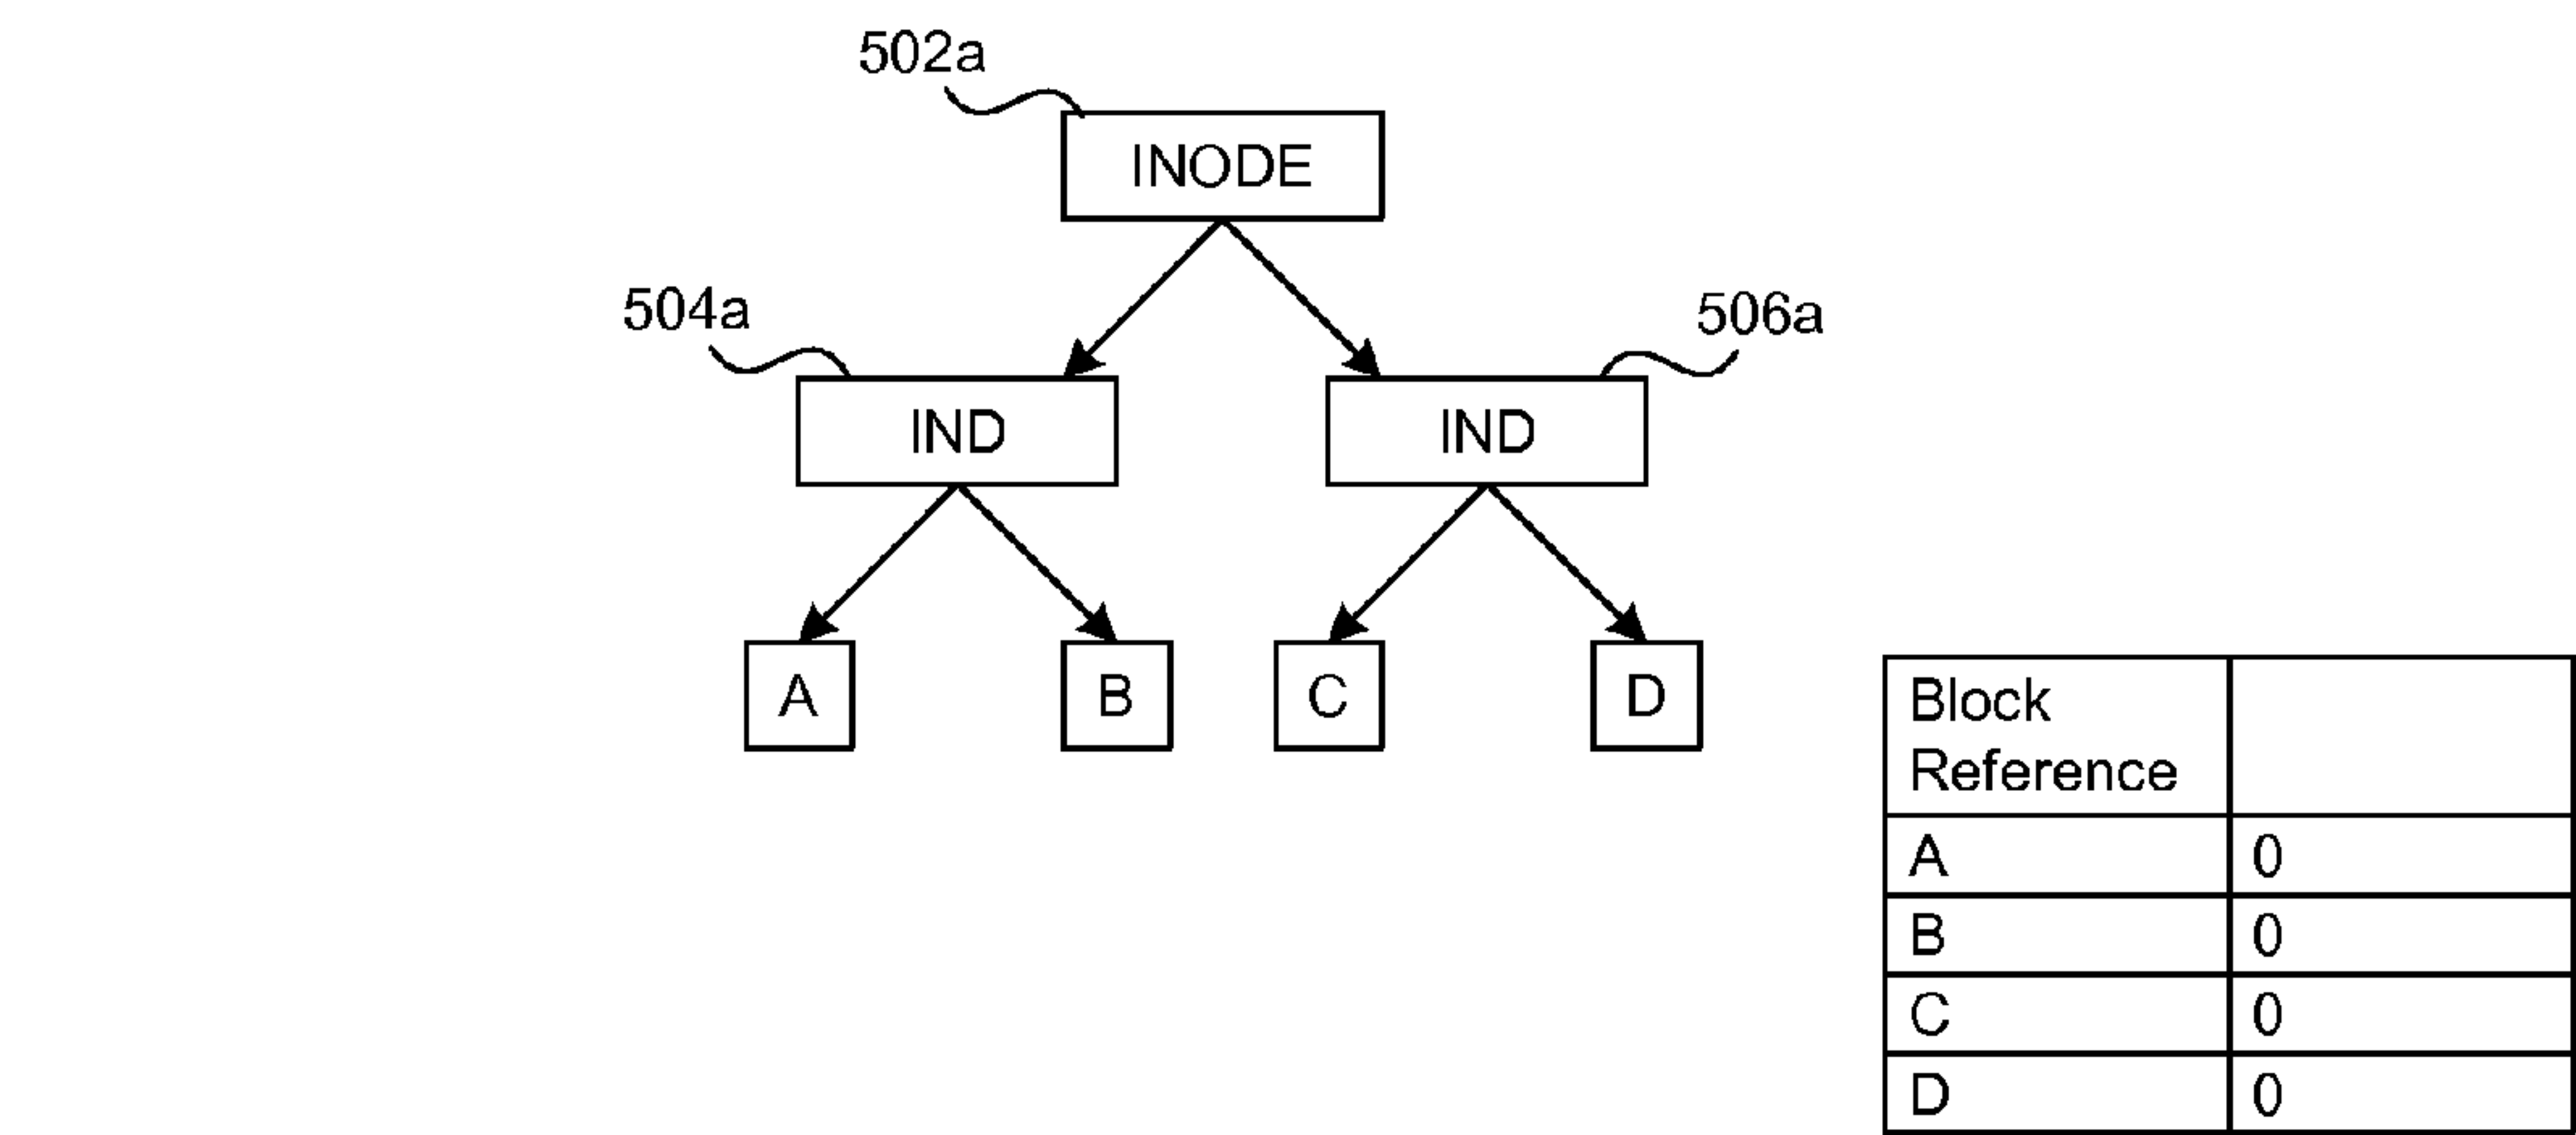 502a
INODE
504a
506a
IND
IND
A
B
C
D
Block
Reference
A 0
B 0
C 0
D 0